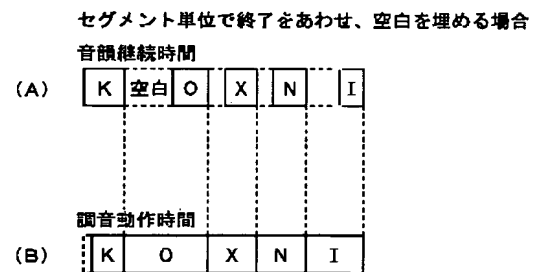 セグメント単位で終了をあわせ、空白を埋める場合
音韻継続時間
(A) K 空白 O X N I
調音動作時間
(B) K O X N I